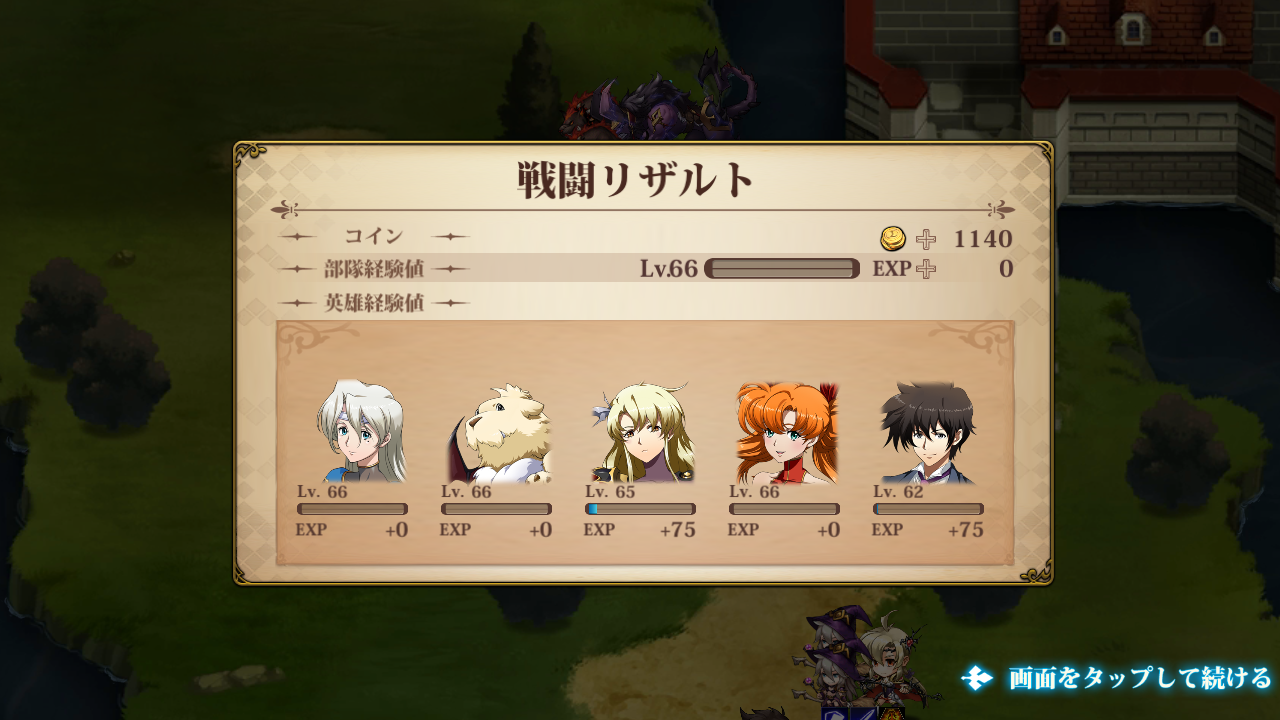 戦闘リザルト
コイン 1140
部隊経験値 Lv.66 EXP 0
英雄経験値
Lv. 66 Lv. 66 Lv. 65 Lv. 66 Lv. 62
EXP +0 EXP +0 EXP +75 EXP +0 EXP +75
画面をタップして続ける